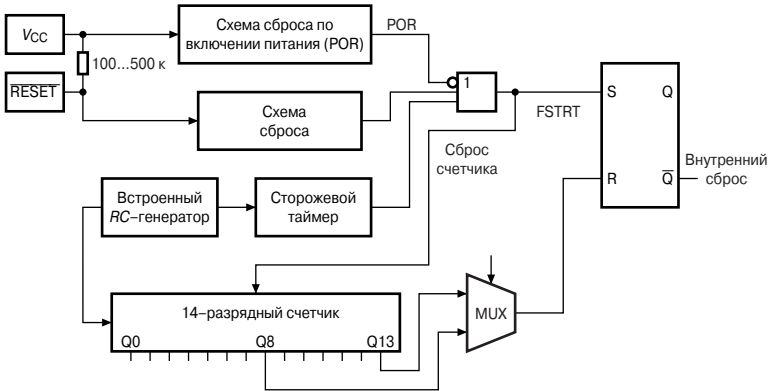 VCC
Схема сброса по
включении питания (POR)
POR
100...500 к
RESET
Схема
сброса
1
FSTRT
S
Q
R
Q
Внутренний
сброс
Сброс
счетчика
Встроенный
RC–генератор
Сторожевой
таймер
14–разрядный счетчик
Q0
Q8
Q13
MUX